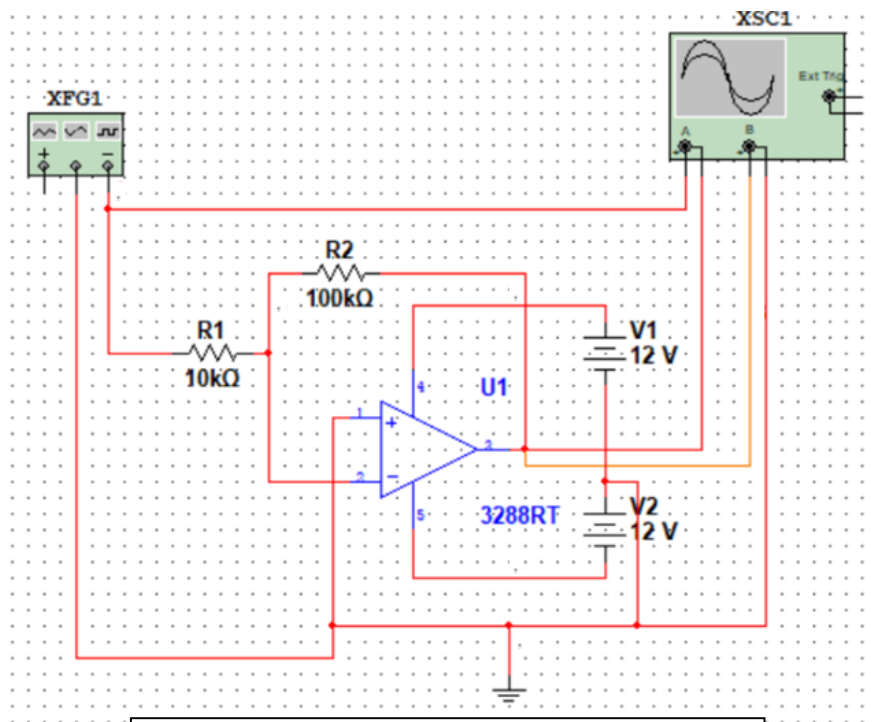 XSC1
Ext Trig
+
A
B
+
+
XFG1
+
−
R2
100kΩ
R1
10kΩ
V1
12 V
4
U1
1
+
3
2
−
5
3288RT
V2
12 V